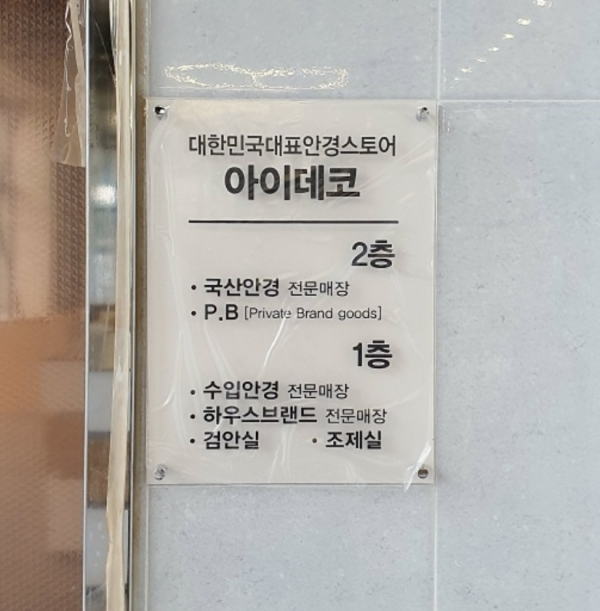 대한민국대표안경스토어
아이데코
2층
• 국산안경 전문매장
• P.B [Private Brand goods]
1층
• 수입안경 전문매장
• 하우스브랜드 전문매장
• 검안실 • 조제실